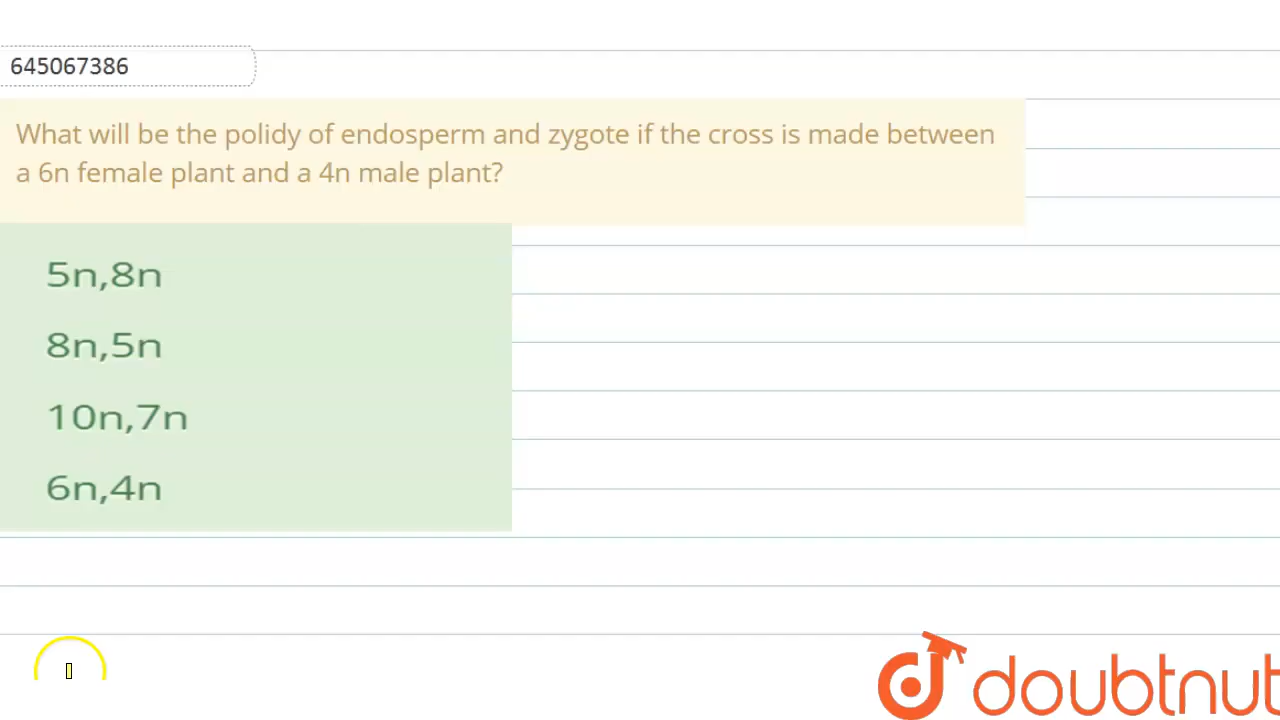 645067386
What will be the polidy of endosperm and zygote if the cross is made between
a 6n female plant and a 4n male plant?
5n,8n
8n,5n
10n,7n
6n,4n
doubtnut